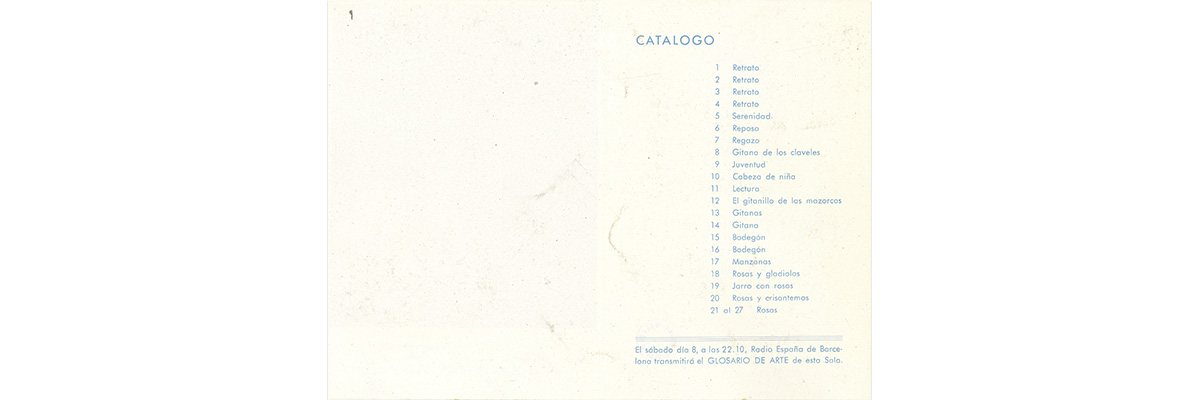 CATALOGO
1 Retrato
2 Retrato
3 Retrato
4 Retrato
5 Serenidad
6 Reposo
7 Regazo
8 Gitana de los claveles
9 Juventud
10 Cabeza de niña
11 Lectura
12 El gitanillo de las mazorcas
13 Gitanas
14 Gitana
15 Bodegón
16 Bodegón
17 Manzanas
18 Rosas y gladiolos
19 Jarro con rosas
20 Rosas y crisantemos
21 al 27 Rosas
El sábado día 8, a las 22.10, Radio España de Barce-
lona transmitirá el GLOSARIO DE ARTE de esta Sala.